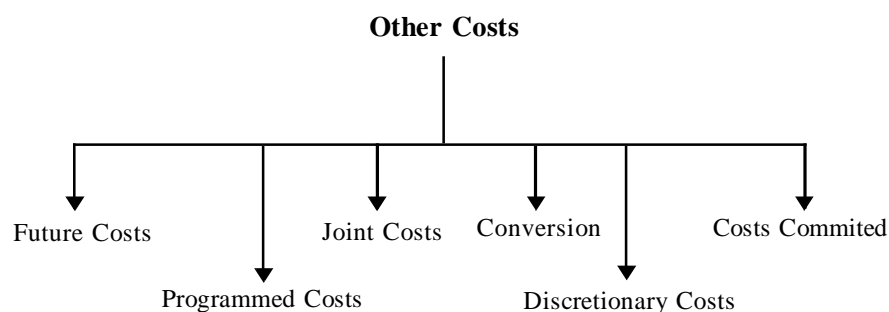 Other Costs
Future Costs
Joint Costs
Conversion
Costs Commited
Programmed Costs
Discretionary Costs